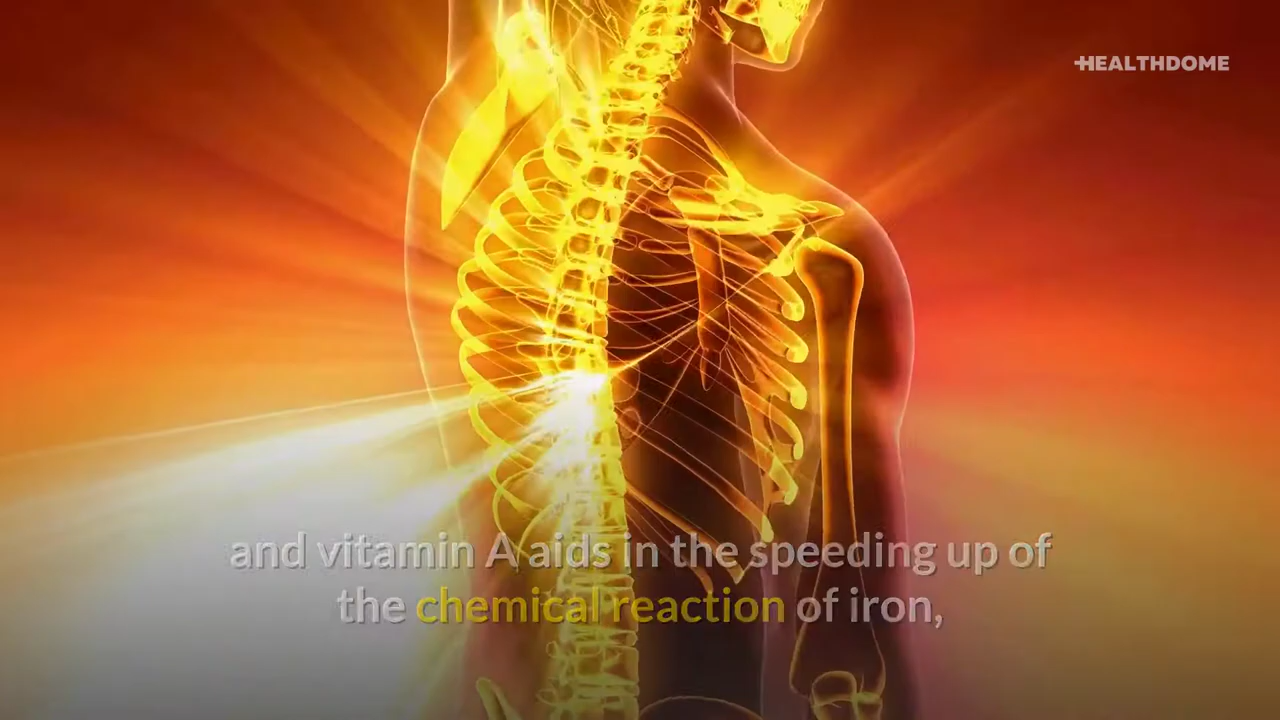 HEALTHDOME
and vitamin A aids in the speeding up of
the chemical reaction of iron,